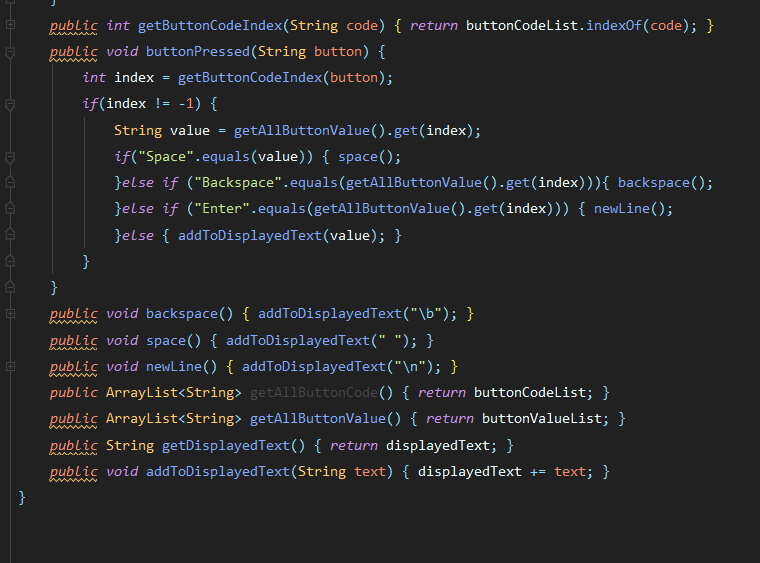 }
public int getButtonCodeIndex(String code) { return buttonCodeList.indexOf(code); }
public void buttonPressed(String button) {
int index = getButtonCodeIndex(button);
if(index != -1) {
String value = getAllButtonValue().get(index);
if("Space".equals(value)) { space();
}else if ("Backspace".equals(getAllButtonValue().get(index))){ backspace();
}else if ("Enter".equals(getAllButtonValue().get(index))) { newLine();
}else { addToDisplayedText(value); }
}
}
public void backspace() { addToDisplayedText("\b"); }
public void space() { addToDisplayedText(" "); }
public void newLine() { addToDisplayedText("\n"); }
public ArrayList<String> getAllButtonCode() { return buttonCodeList; }
public ArrayList<String> getAllButtonValue() { return buttonValueList; }
public String getDisplayedText() { return displayedText; }
public void addToDisplayedText(String text) { displayedText += text; }
}